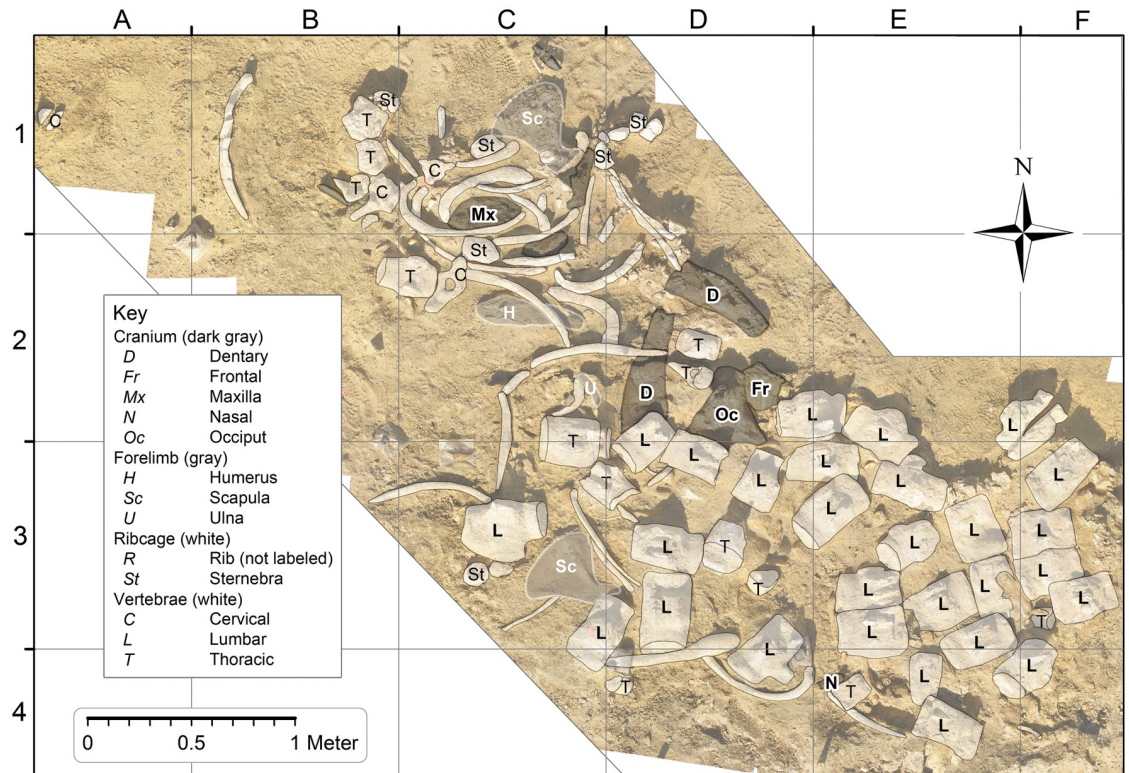 A B C D E F
1
C T St Sc St St St
T C
T C Mx
N
St
T C
D
Key
Cranium (dark gray)
D Dentary
Fr Frontal
Mx Maxilla
N Nasal
Oc Occiput
Forelimb (gray)
H Humerus
Sc Scapula
U Ulna
Ribcage (white)
R Rib (not labeled)
St Sternebra
Vertebrae (white)
C Cervical
L Lumbar
T Thoracic
2
H
T
T
U D Fr
Oc L L L
T L
L L L L L
T
L
3
L L T L L L
St Sc T L L L
L L L L T
L L L
4
T N T L
L
0 0.5 1 Meter